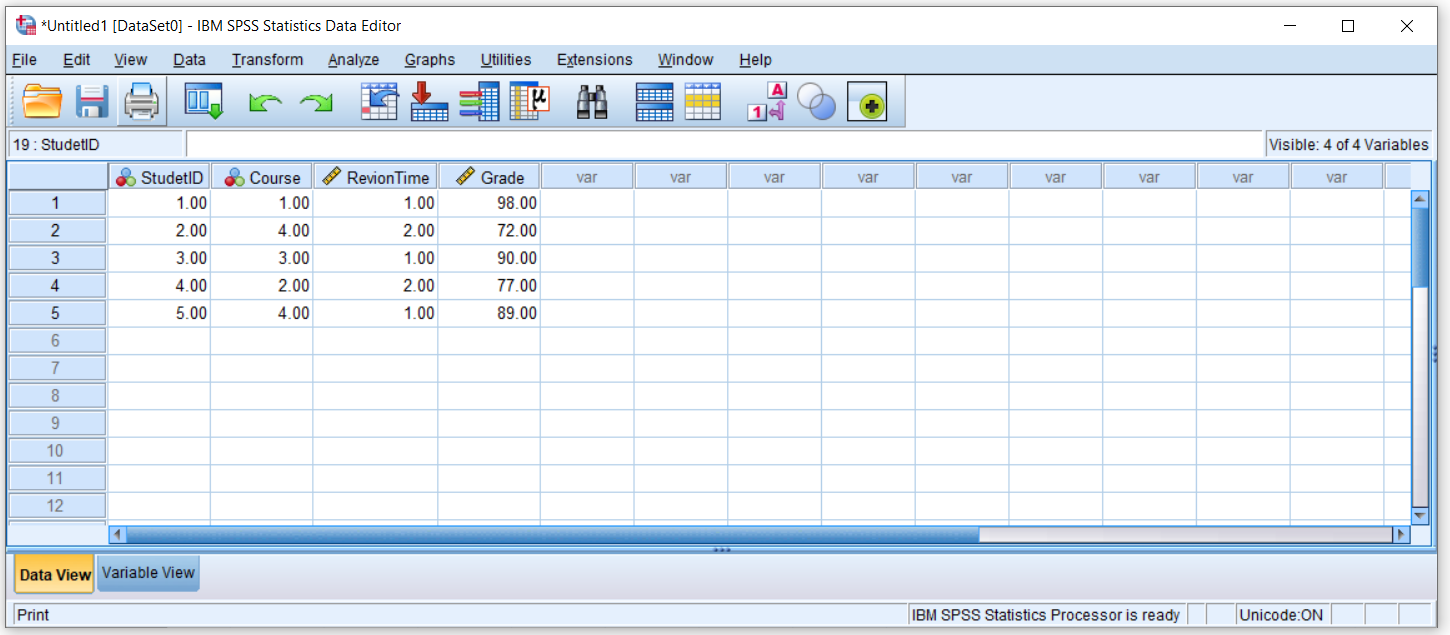 *Untitled1 [DataSet0] - IBM SPSS Statistics Data Editor
File Edit View Data Transform Analyze Graphs Utilities Extensions Window Help
µ A 1
19 : StudetID Visible: 4 of 4 Variables
StudetID Course RevionTime Grade var var var var var var var var var
1 1.00 1.00 1.00 98.00
2 2.00 4.00 2.00 72.00
3 3.00 3.00 1.00 90.00
4 4.00 2.00 2.00 77.00
5 5.00 4.00 1.00 89.00
6
7
8
9
10
11
12
Data View Variable View
Print IBM SPSS Statistics Processor is ready Unicode:ON